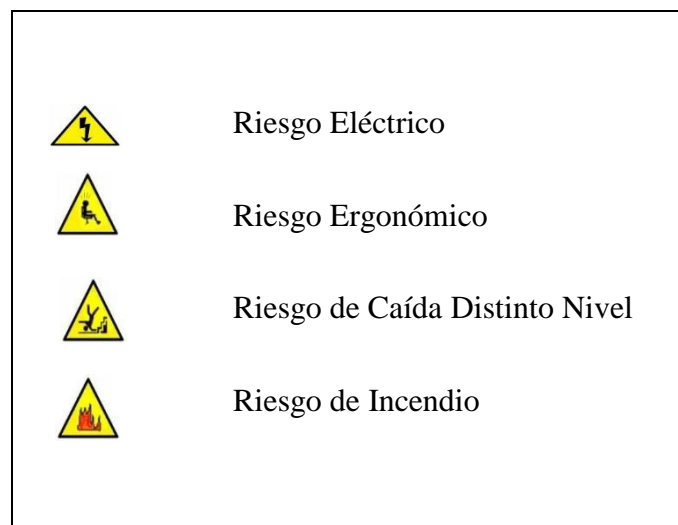 Riesgo Eléctrico
Riesgo Ergonómico
Riesgo de Caída Distinto Nivel
Riesgo de Incendio